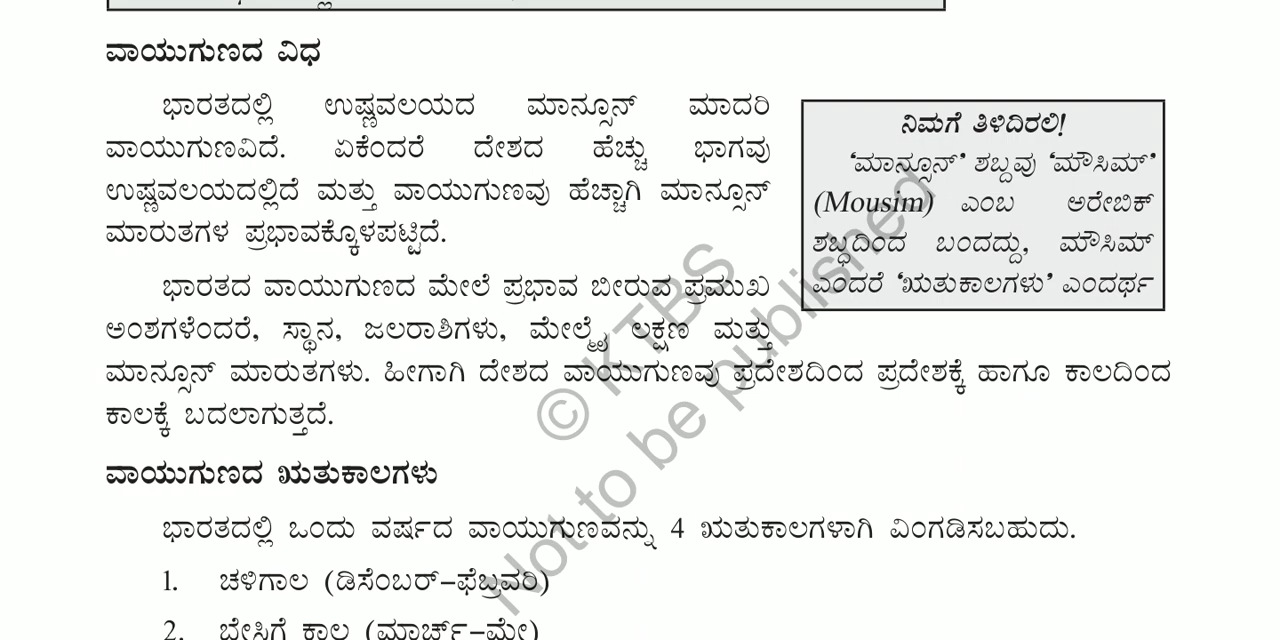 ವಾಯುಗುಣದ ವಿಧ
ಭಾರತದಲ್ಲಿ ಉಷ್ಣವಲಯದ ಮಾನ್ಸೂನ್ ಮಾದರಿ
ವಾಯುಗುಣವಿದೆ. ಏಕೆಂದರೆ ದೇಶದ ಹೆಚ್ಚು ಭಾಗವು
ಉಷ್ಣವಲಯದಲ್ಲಿದೆ ಮತ್ತು ವಾಯುಗುಣವು ಹೆಚ್ಚಾಗಿ ಮಾನ್ಸೂನ್
ಮಾರುತಗಳ ಪ್ರಭಾವಕ್ಕೊಳಪಟ್ಟಿದೆ.
ನಿಮಗೆ ತಿಳಿದಿರಲಿ!
‘ಮಾನ್ಸೂನ್’ ಶಬ್ದವು ‘ಮೌಸಿಮ್’
(Mousim) ಎಂಬ ಅರೇಬಿಕ್
ಶಬ್ಧದಿಂದ ಬಂದದ್ದು, ಮೌಸಿಮ್
ಎಂದರೆ ‘ಋತುಕಾಲಗಳು’ ಎಂದರ್ಥ
ಭಾರತದ ವಾಯುಗುಣದ ಮೇಲೆ ಪ್ರಭಾವ ಬೀರುವ ಪ್ರಮುಖ
ಅಂಶಗಳೆಂದರೆ, ಸ್ಥಾನ, ಜಲರಾಶಿಗಳು, ಮೇಲ್ಮೈ ಲಕ್ಷಣ ಮತ್ತು
ಮಾನ್ಸೂನ್ ಮಾರುತಗಳು. ಹೀಗಾಗಿ ದೇಶದ ವಾಯುಗುಣವು ಪ್ರದೇಶದಿಂದ ಪ್ರದೇಶಕ್ಕೆ ಹಾಗೂ ಕಾಲದಿಂದ
ಕಾಲಕ್ಕೆ ಬದಲಾಗುತ್ತದೆ.
ವಾಯುಗುಣದ ಋತುಕಾಲಗಳು
ಭಾರತದಲ್ಲಿ ಒಂದು ವರ್ಷದ ವಾಯುಗುಣವನ್ನು 4 ಋತುಕಾಲಗಳಾಗಿ ವಿಂಗಡಿಸಬಹುದು.
1. ಚಳಿಗಾಲ (ಡಿಸೆಂಬರ್–ಫೆಬ್ರವರಿ)
2. ಬೇಸಿಗೆ ಕಾಲ (ಮಾರ್ಚ್–ಮೇ)
© KTBS
Not to be published